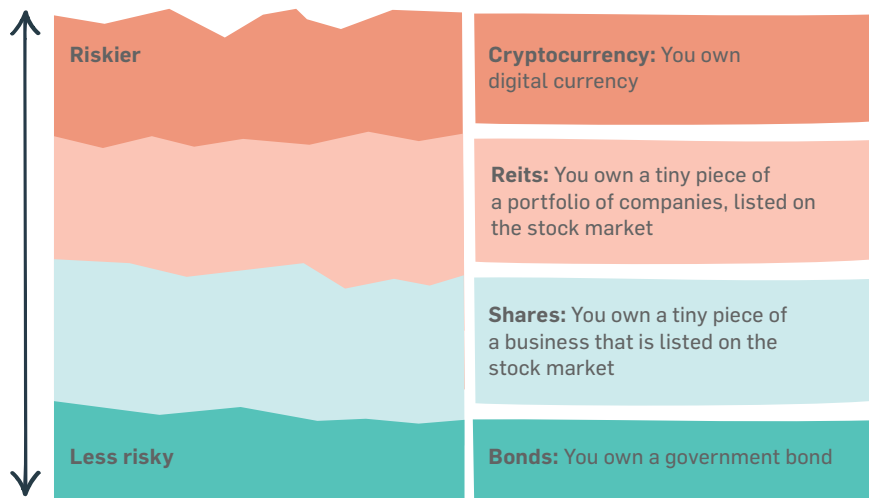 Riskier
Cryptocurrency: You own
digital currency
Reits: You own a tiny piece of
a portfolio of companies, listed on
the stock market
Shares: You own a tiny piece of
a business that is listed on the
stock market
Less risky
Bonds: You own a government bond